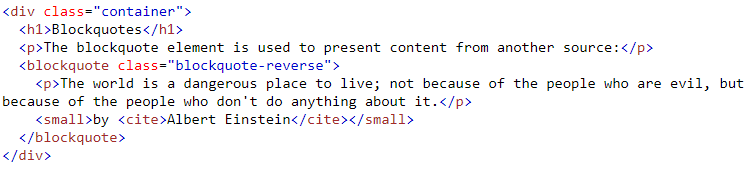 <div class="container">
  <h1>Blockquotes</h1>
  <p>The blockquote element is used to present content from another source:</p>
  <blockquote class="blockquote-reverse">
    <p>The world is a dangerous place to live; not because of the people who are evil, but
because of the people who don't do anything about it.</p>
    <small>by <cite>Albert Einstein</cite></small>
  </blockquote>
</div>